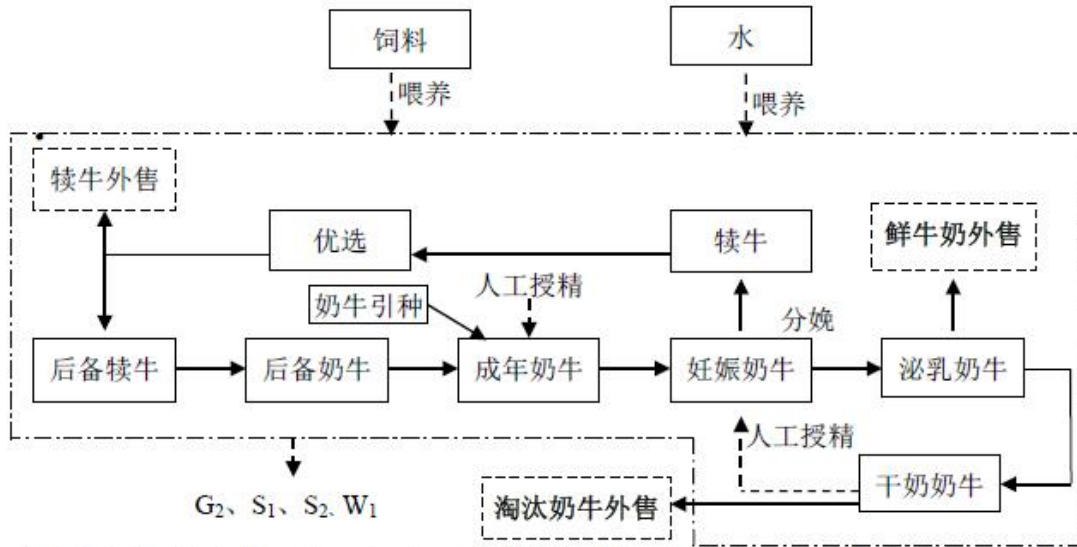 饲料
水
喂养
喂养
犊牛外售
优选
犊牛
鲜牛奶外售
奶牛引种
人工授精
分娩
后备犊牛
后备奶牛
成年奶牛
妊娠奶牛
泌乳奶牛
人工授精
干奶奶牛
G₂、S₁、S₂、W₁
淘汰奶牛外售